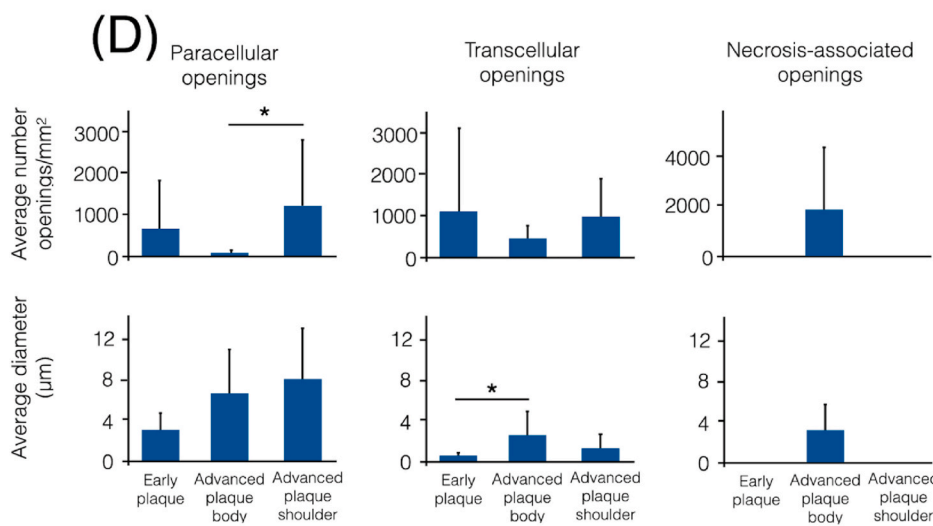 (D)
Paracellular
openings
Transcellular
openings
Necrosis-associated
openings
Average number
openings/mm²
3000
2000
1000
0
*
3000
2000
1000
0
4000
2000
0
Average diameter
(µm)
12
8
4
0
12
8
4
0
*
12
8
4
0
Early
plaque
Advanced
plaque
body
Advanced
plaque
shoulder
Early
plaque
Advanced
plaque
body
Advanced
plaque
shoulder
Early
plaque
Advanced
plaque
body
Advanced
plaque
shoulder